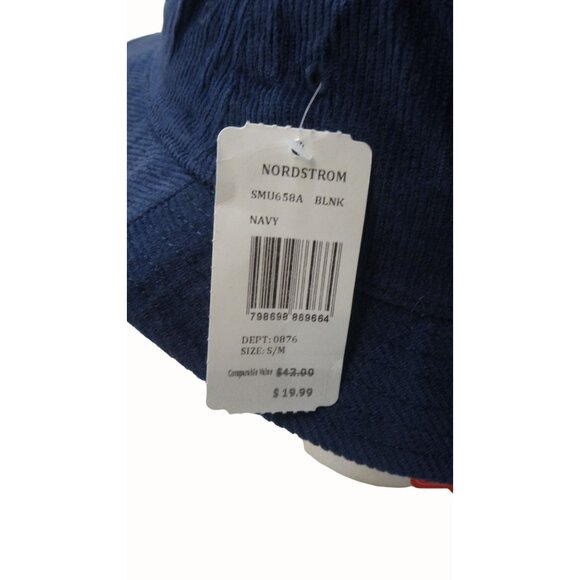 NORDSTROM
SMU658A BLNK
NAVY
798698 869664
DEPT: 0876
SIZE: S/M
Comparable Value $42.00
$ 19.99